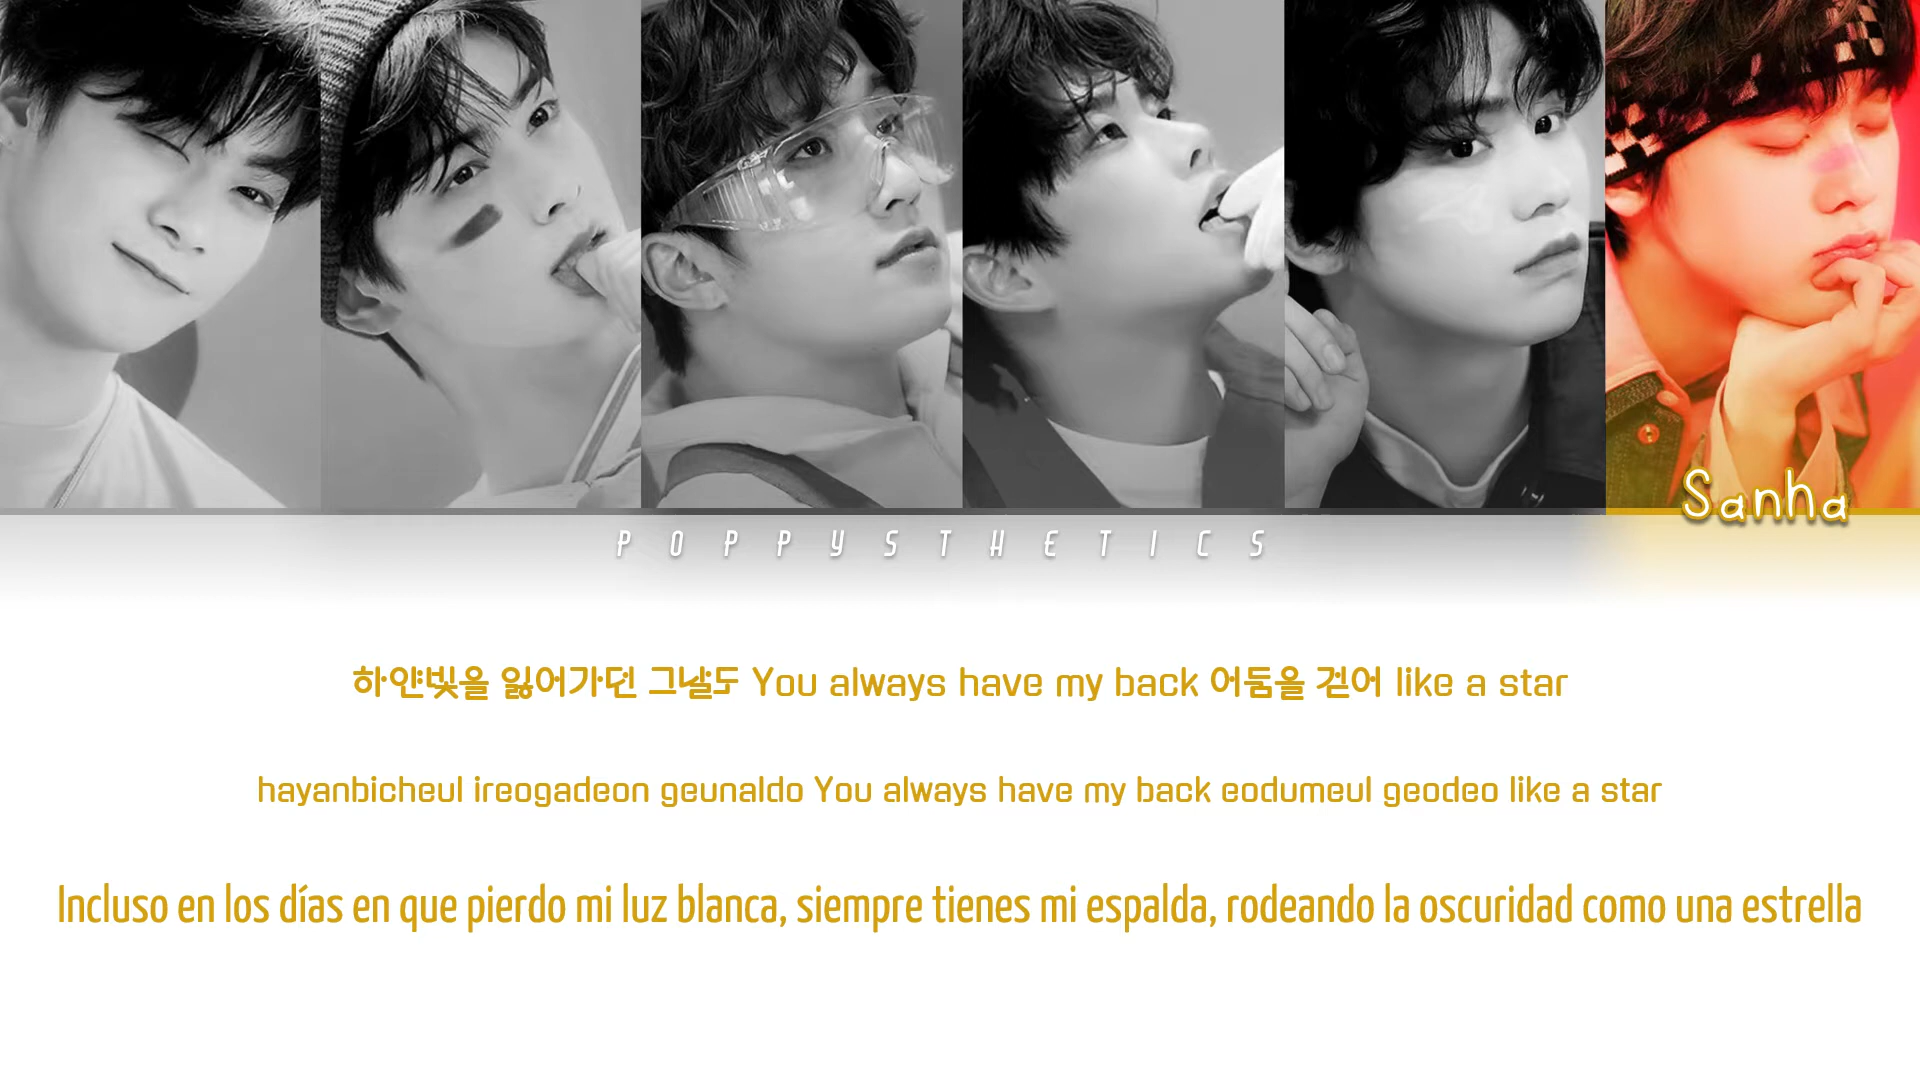 Sanha
POPPYSTHETICS
하얀빛을 잃어가던 그날도 You always have my back 어둠을 걷어 like a star
hayanbicheul ireogadeon geunaldo You always have my back eodumeul geodeo like a star
Incluso en los días en que pierdo mi luz blanca, siempre tienes mi espalda, rodeando la oscuridad como una estrella